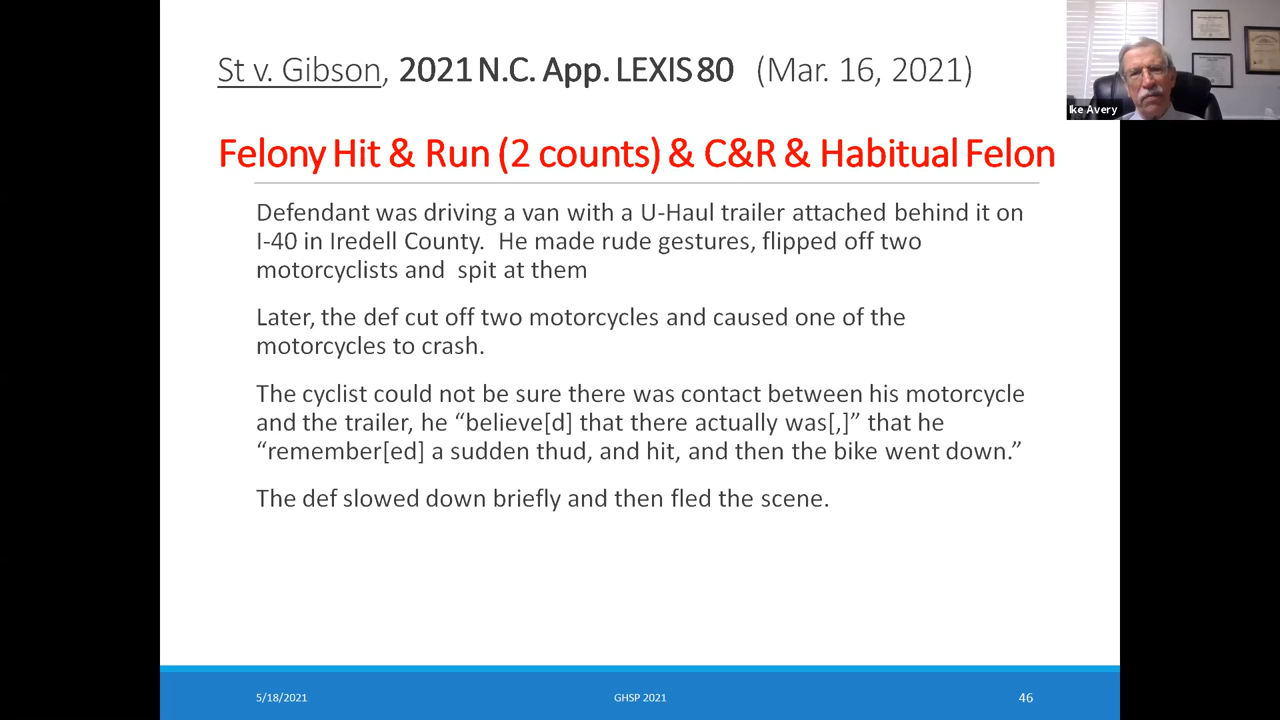 St v. Gibson, 2021 N.C. App. LEXIS 80 (Mar. 16, 2021)
Ike Avery
Felony Hit & Run (2 counts) & C&R & Habitual Felon
Defendant was driving a van with a U-Haul trailer attached behind it on
I-40 in Iredell County. He made rude gestures, flipped off two
motorcyclists and spit at them
Later, the def cut off two motorcycles and caused one of the
motorcycles to crash.
The cyclist could not be sure there was contact between his motorcycle
and the trailer, he “believe[d] that there actually was[,]” that he
“remember[ed] a sudden thud, and hit, and then the bike went down.”
The def slowed down briefly and then fled the scene.
5/18/2021
GHSP 2021
46